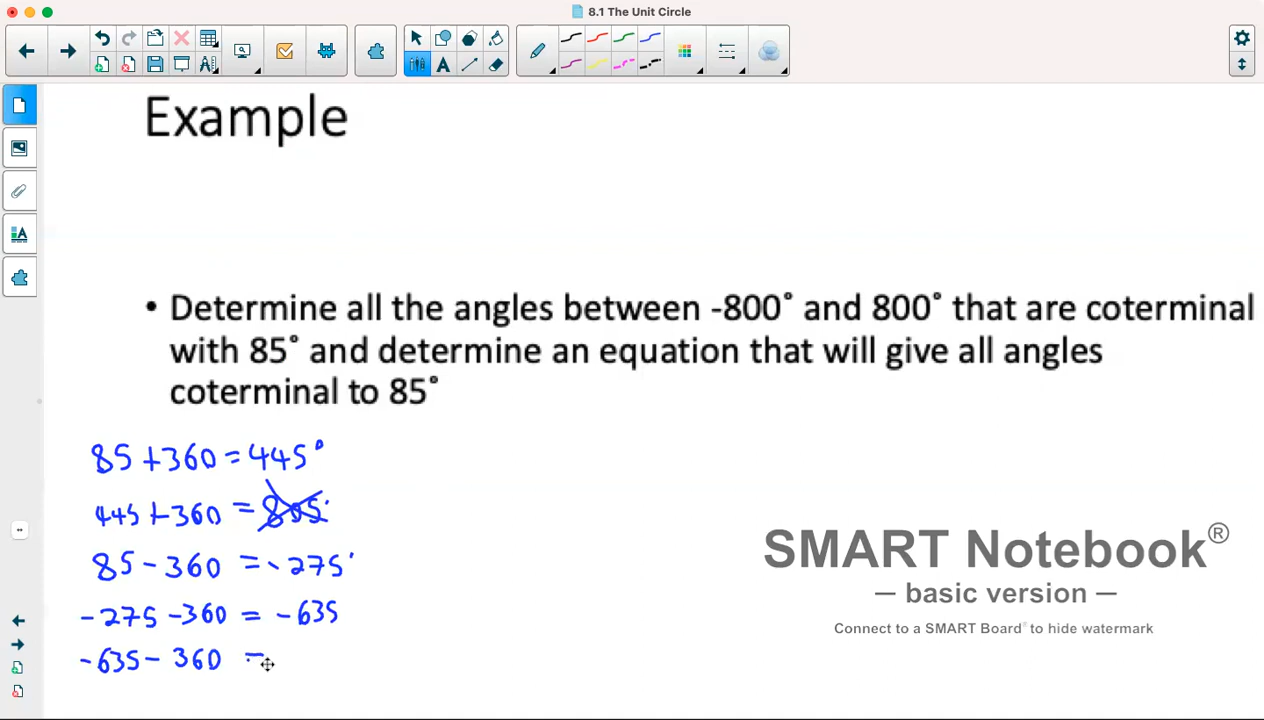 8.1 The Unit Circle
Example
• Determine all the angles between -800° and 800° that are coterminal
with 85° and determine an equation that will give all angles
coterminal to 85°
85 + 360 = 445°
445 + 360 = 805°
85 - 360 = -275°
-275 - 360 = -635
-635 - 360 =
SMART Notebook®
— basic version —
Connect to a SMART Board® to hide watermark